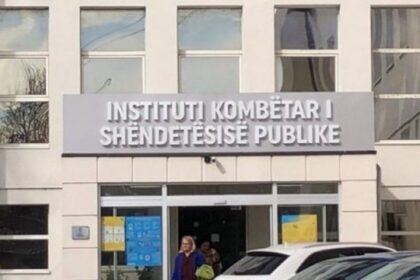 INSTITUTI KOMBËTAR I
SHËNDETËSISË PUBLIKE